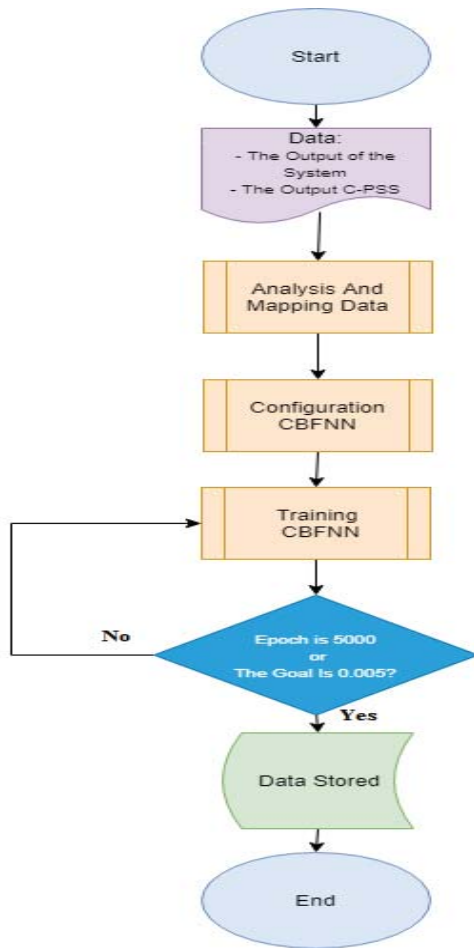 Start
Data:
- The Output of the
System
- The Output C-PSS
Analysis And
Mapping Data
Configuration
CBFNN
Training
CBFNN
No
Epoch is 5000
or
The Goal Is 0.005?
Yes
Data Stored
End